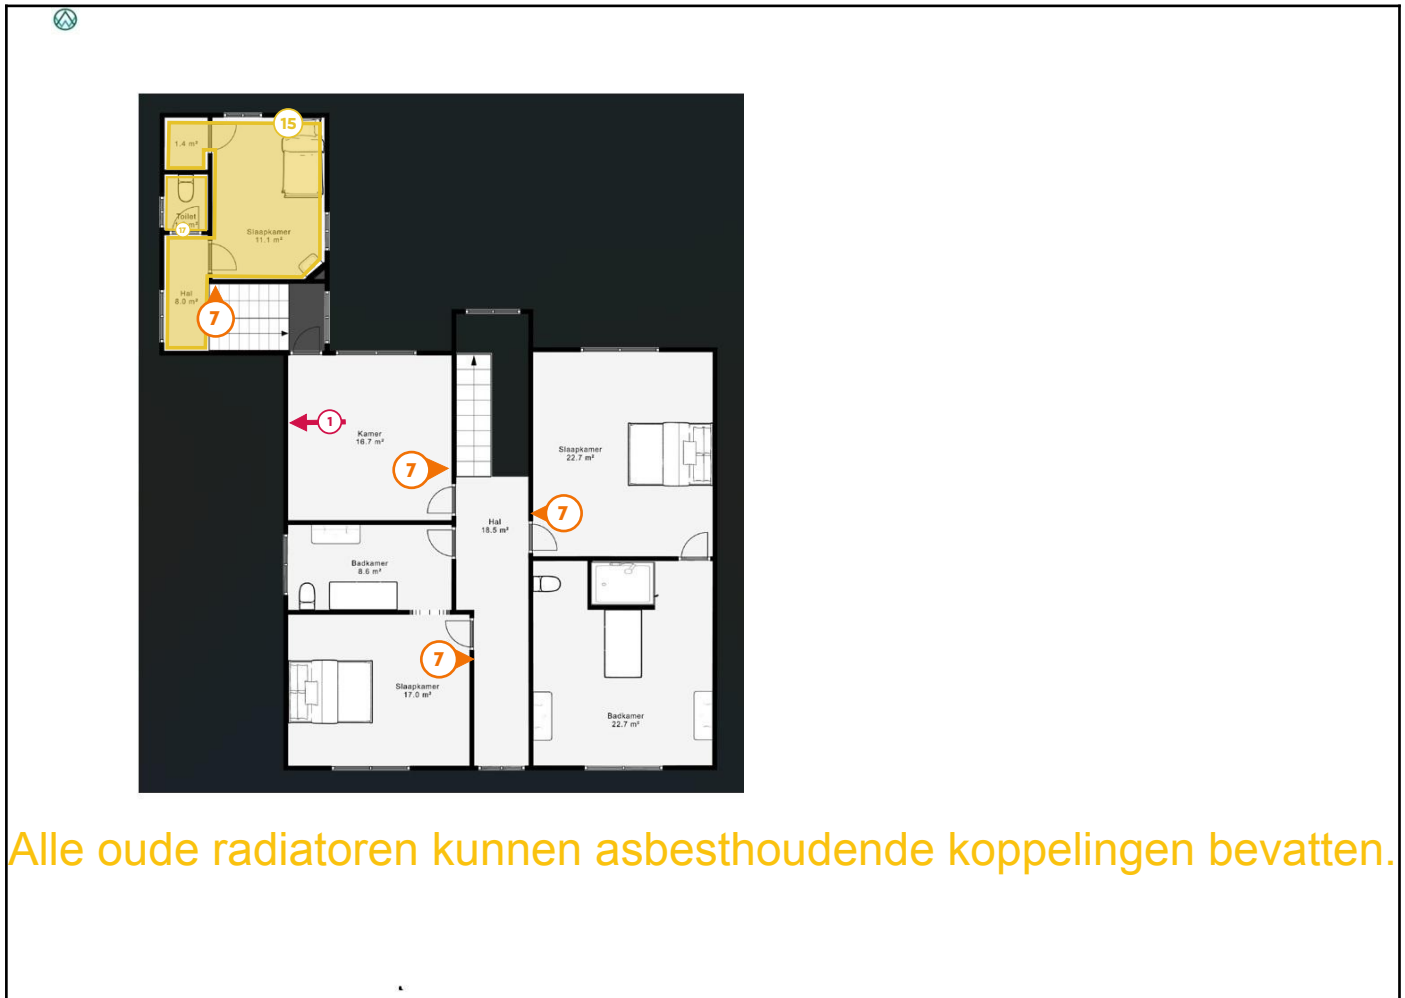 15
1.4 m²
Toilet
17
Slaapkamer
11.1 m²
Hal
8.0 m²
7
1
Kamer
16.7 m²
7
Slaapkamer
22.7 m²
7
Hal
18.5 m²
Badkamer
8.6 m²
7
Slaapkamer
17.0 m²
Badkamer
22.7 m²
Alle oude radiatoren kunnen asbesthoudende koppelingen bevatten.